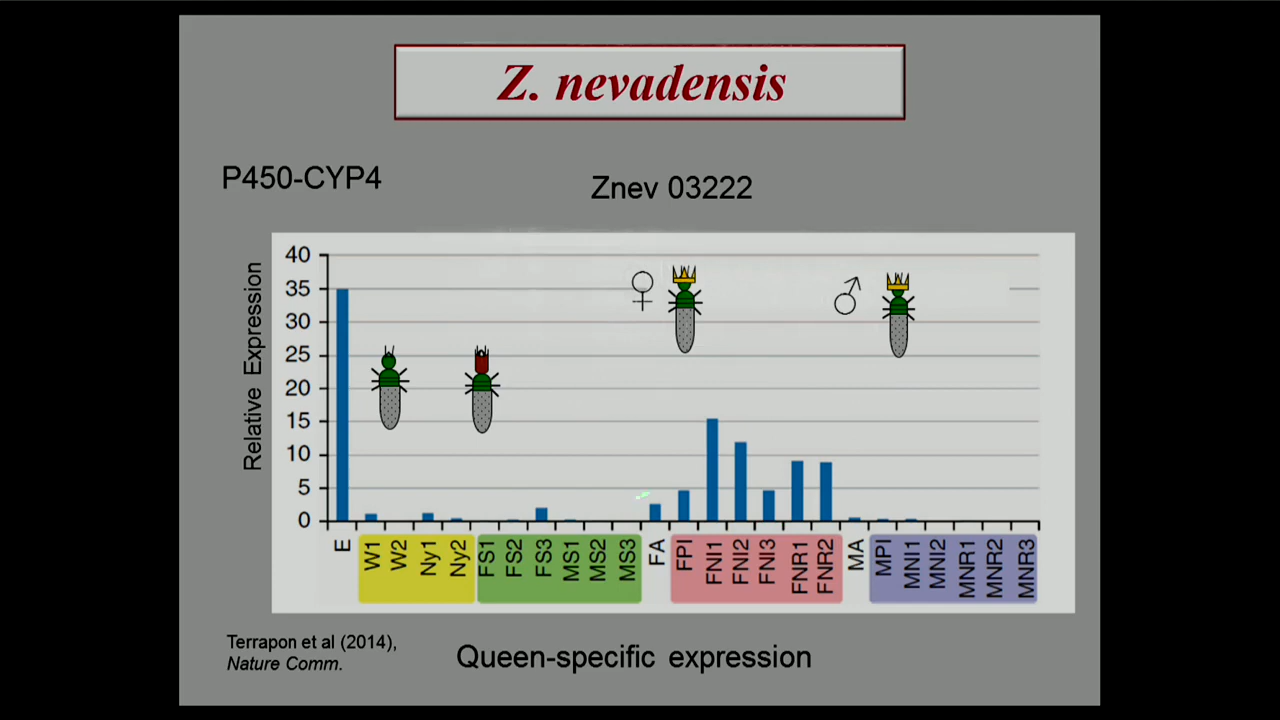 Z. nevadensis
P450-CYP4
Znev 03222
Relative Expression
40
35
30
25
20
15
10
5
0
E
W1
W2
Ny1
Ny2
FS1
FS2
FS3
MS1
MS2
MS3
FA
FPI
FNI1
FNI2
FNI3
FNR1
FNR2
MA
MPI
MNI1
MNI2
MNR1
MNR2
MNR3
Terrapon et al (2014),
Nature Comm.
Queen-specific expression